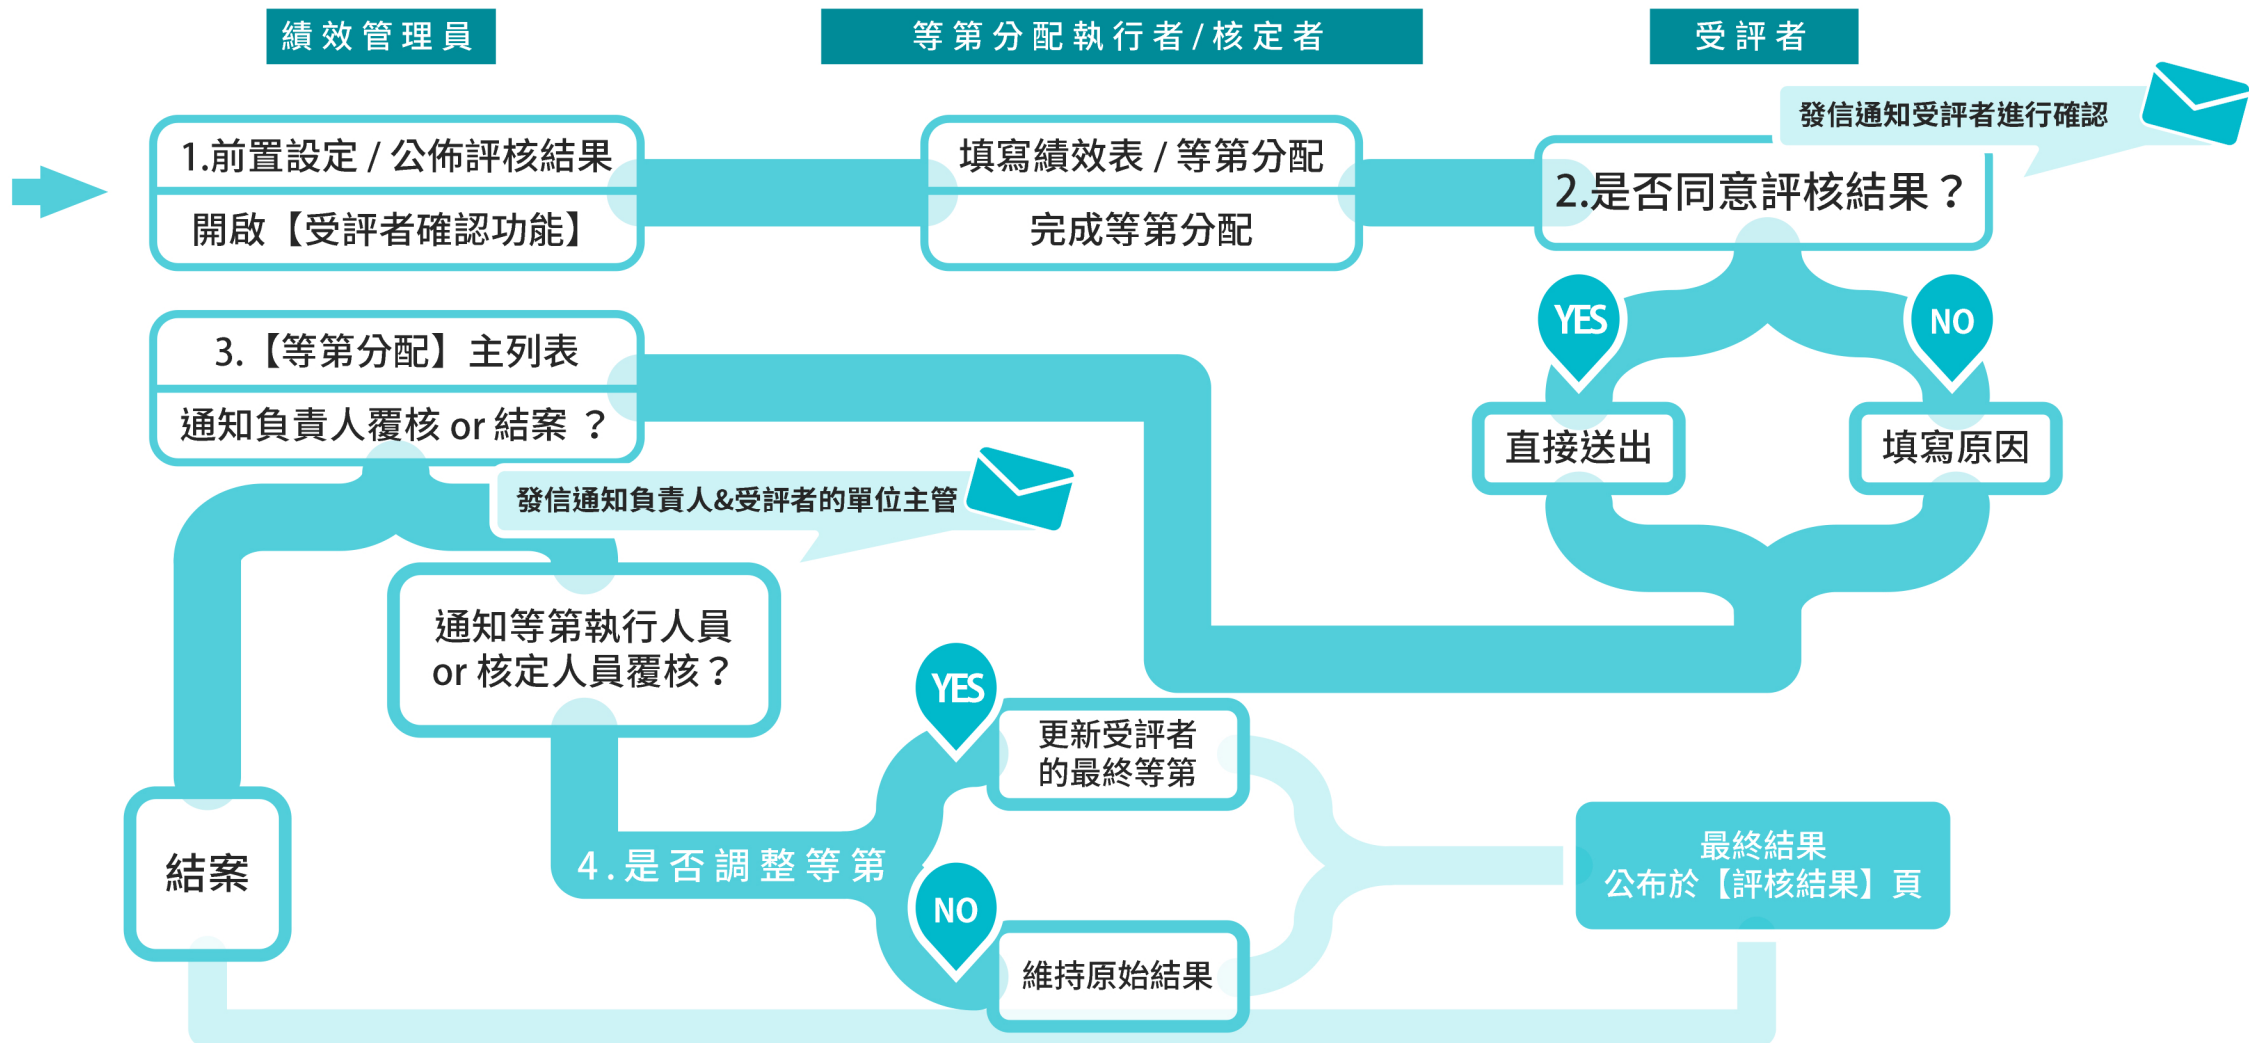 績效管理員
等第分配執行者/核定者
受評者
發信通知受評者進行確認
1.前置設定 / 公佈評核結果
開啟【受評者確認功能】
填寫績效表 / 等第分配
完成等第分配
2.是否同意評核結果？
YES
NO
直接送出
填寫原因
3.【等第分配】主列表
通知負責人覆核 or 結案 ？
發信通知負責人&受評者的單位主管
通知等第執行人員
or 核定人員覆核？
4.是否調整等第
YES
更新受評者
的最終等第
NO
維持原始結果
結案
最終結果
公布於【評核結果】頁